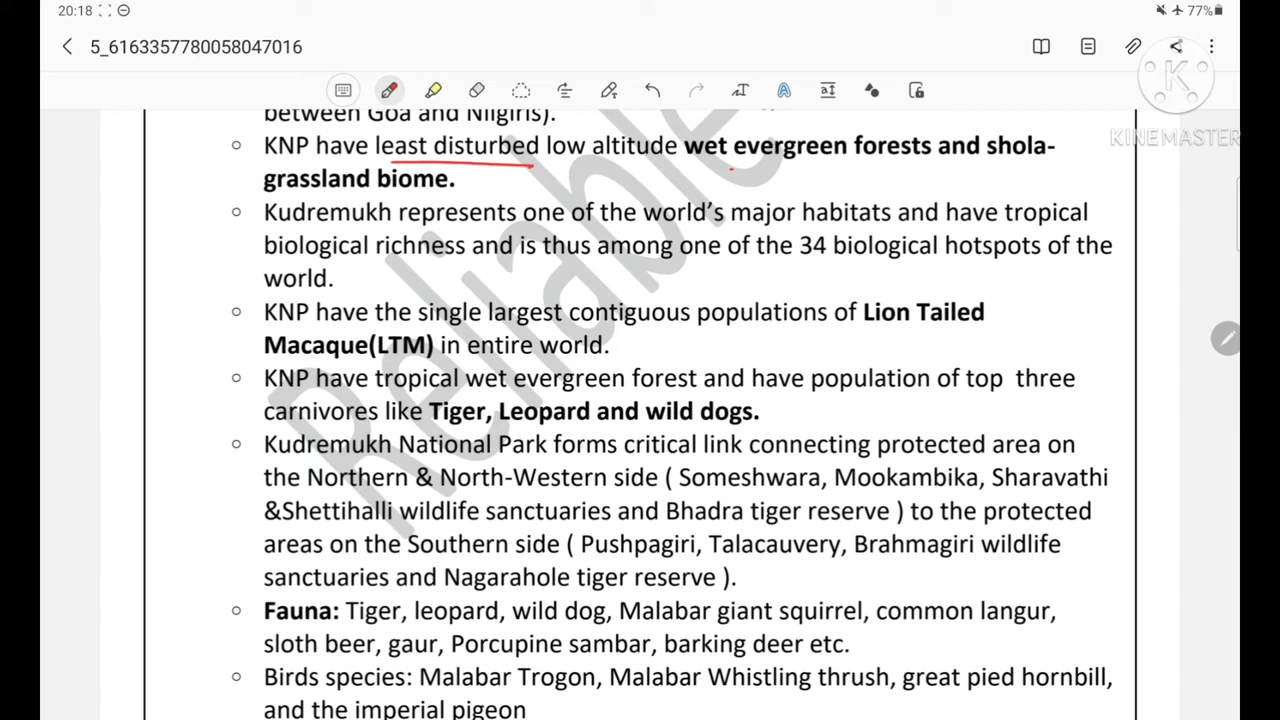 20:18
77%
5_6163357780058047016
KINEMASTER
between Goa and Nilgiris).
KNP have least disturbed low altitude wet evergreen forests and shola-
grassland biome.
Kudremukh represents one of the world’s major habitats and have tropical
biological richness and is thus among one of the 34 biological hotspots of the
world.
KNP have the single largest contiguous populations of Lion Tailed
Macaque(LTM) in entire world.
KNP have tropical wet evergreen forest and have population of top three
carnivores like Tiger, Leopard and wild dogs.
Kudremukh National Park forms critical link connecting protected area on
the Northern & North-Western side ( Someshwara, Mookambika, Sharavathi
&Shettihalli wildlife sanctuaries and Bhadra tiger reserve ) to the protected
areas on the Southern side ( Pushpagiri, Talacauvery, Brahmagiri wildlife
sanctuaries and Nagarahole tiger reserve ).
Fauna: Tiger, leopard, wild dog, Malabar giant squirrel, common langur,
sloth beer, gaur, Porcupine sambar, barking deer etc.
Birds species: Malabar Trogon, Malabar Whistling thrush, great pied hornbill,
and the imperial pigeon
Reliable